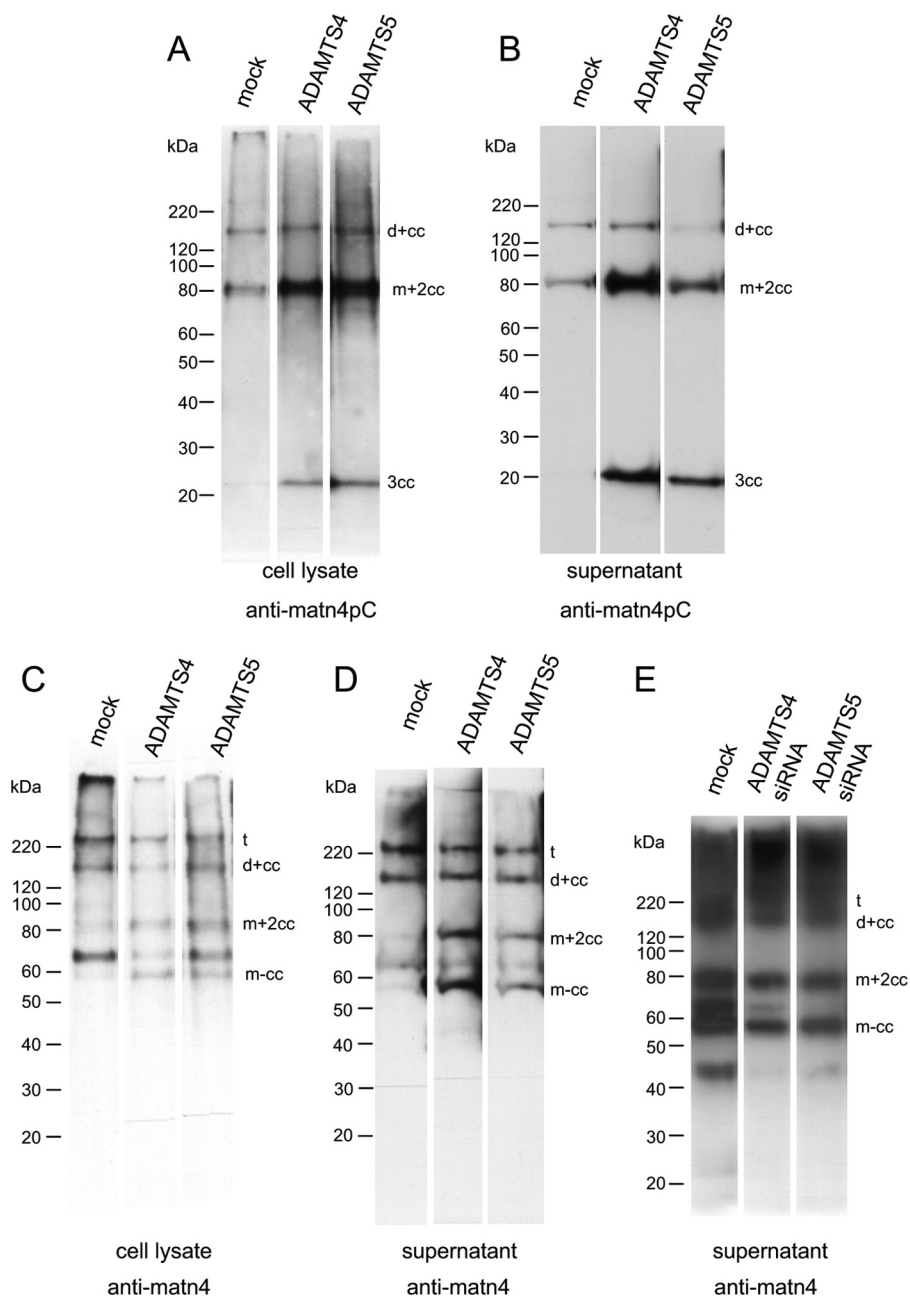 A
mock
ADAMTS4
ADAMTS5
kDa
220
120
100
80
60
50
40
30
20
d+cc
m+2cc
3cc
cell lysate
anti-matn4pC
B
mock
ADAMTS4
ADAMTS5
kDa
220
120
100
80
60
50
40
30
20
d+cc
m+2cc
3cc
supernatant
anti-matn4pC
C
mock
ADAMTS4
ADAMTS5
kDa
220
120
100
80
60
50
40
30
20
t
d+cc
m+2cc
m-cc
cell lysate
anti-matn4
D
mock
ADAMTS4
ADAMTS5
kDa
220
120
100
80
60
50
40
30
20
t
d+cc
m+2cc
m-cc
supernatant
anti-matn4
E
mock
ADAMTS4
siRNA
ADAMTS5
siRNA
kDa
220
120
100
80
60
50
40
30
20
t
d+cc
m+2cc
m-cc
supernatant
anti-matn4